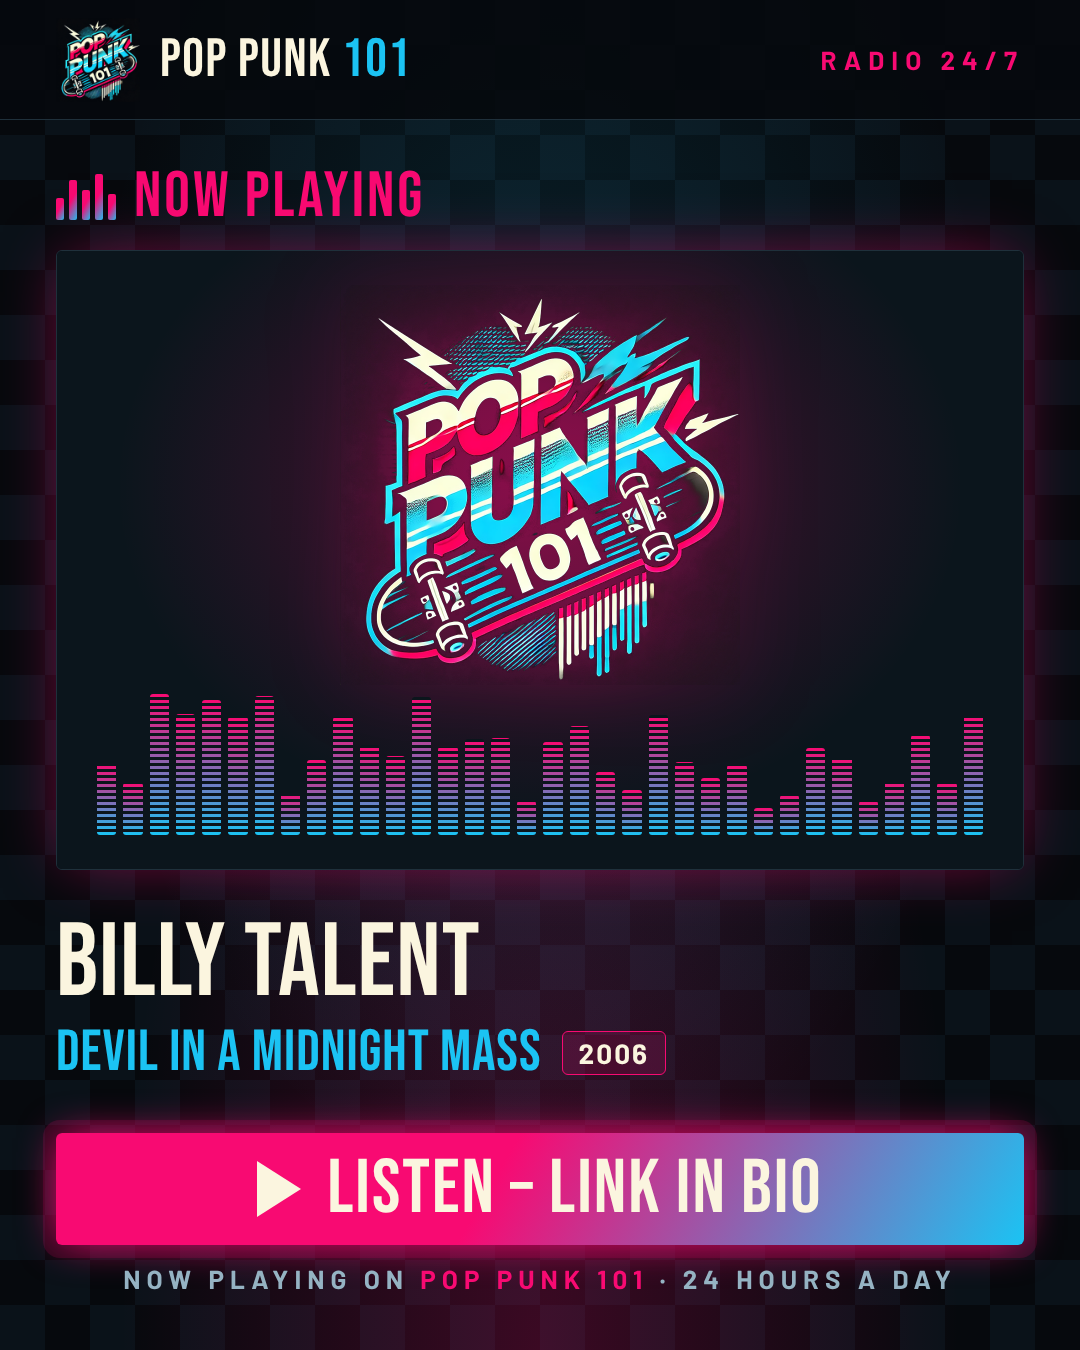 POP PUNK 101
POP PUNK 101
RADIO 24/7
NOW PLAYING
POP
PUNK
101
BILLY TALENT
DEVIL IN A MIDNIGHT MASS 2006
LISTEN – LINK IN BIO
NOW PLAYING ON POP PUNK 101 · 24 HOURS A DAY